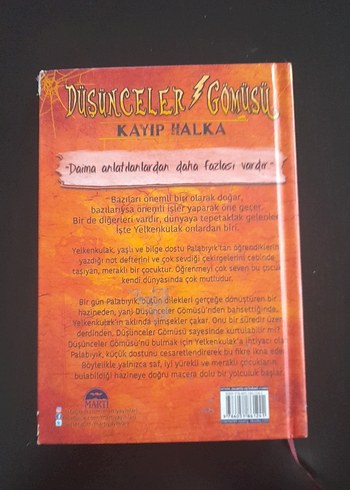 DÜŞÜNCELER GÖMÜSÜ
KAYIP HALKA
"Daima anlatılanlardan daha fazlası vardır."
Bazıları önemli biri olarak doğar,
bazılarıysa önemli işler yaparak öne geçer.
Bir de diğerleri vardır, dünyaya tepetaklak gelenler
İşte Yelkenkulak onlardan biri.
Yelkenkulak, yaşlı ve bilge dostu Palabıyık'tan öğrendiklerini
yazdığı not defterini ve çok sevdiği çekirgelerini cebinde
taşıyan, meraklı bir çocuktur. Öğrenmeyi çok seven bu çocuk
kendi dünyasında çok mutludur.
Bir gün Palabıyık, bütün dilekleri gerçeğe dönüştüren bir
hazineden, yani Düşünceler Gömüsü'nden bahsettiğinde,
Yelkenkulak'ın aklında şimşekler çakar. Onu bir süredir üzen
derdinden, Düşünceler Gömüsü sayesinde kurtulabilir mi?
Düşünceler Gömüsü'nü bulmak için Yelkenkulak'a ihtiyacı olan
Palabıyık, küçük dostunu cesaretlendirerek bu fikre ikna eder.
Böylelikle yalnızca saf, iyi yürekli ve meraklı çocukların
bulabildiği hazineye doğru macera dolu bir yolculuk başlar.
MARTI